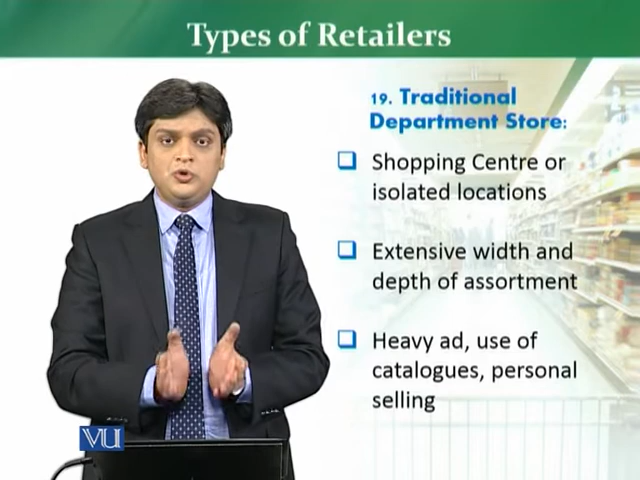 Types of Retailers
19. Traditional
Department Store:
Shopping Centre or
isolated locations
Extensive width and
depth of assortment
Heavy ad, use of
catalogues, personal
selling
VU